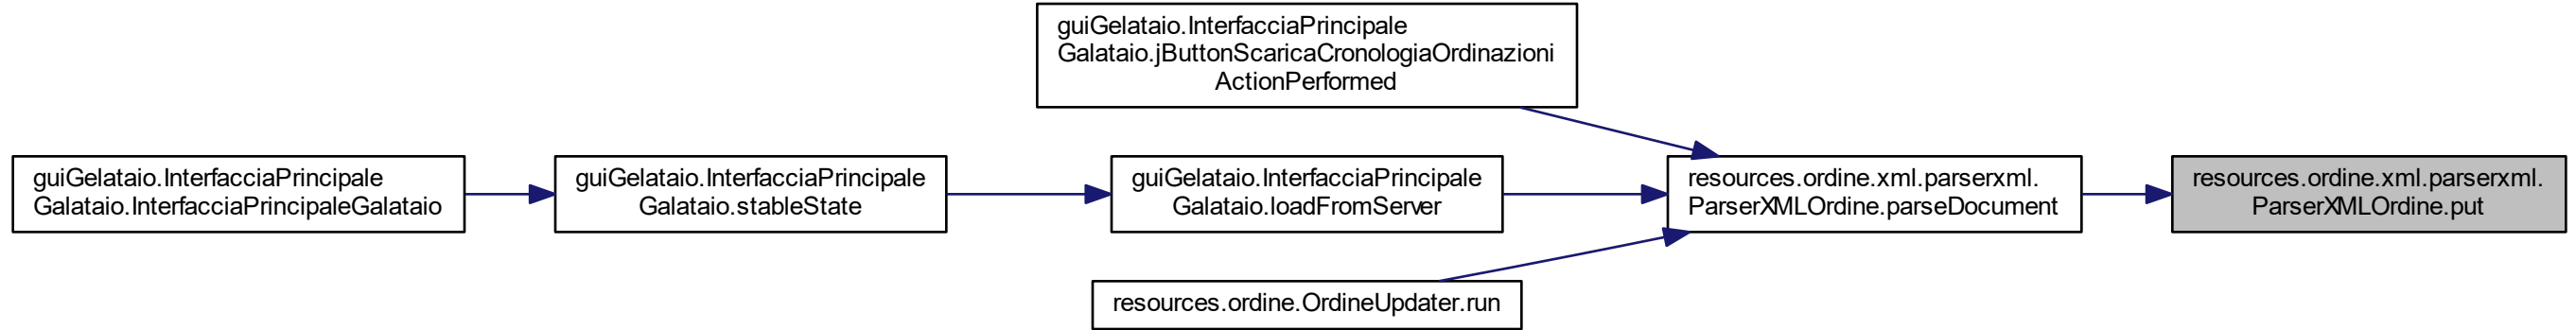 guiGelataio.InterfacciaPrincipale
Galataio.jButtonScaricaCronologiaOrdinazioni
ActionPerformed
guiGelataio.InterfacciaPrincipale
Galataio.InterfacciaPrincipaleGalataio
guiGelataio.InterfacciaPrincipale
Galataio.stableState
guiGelataio.InterfacciaPrincipale
Galataio.loadFromServer
resources.ordine.xml.parserxml.
ParserXMLOrdine.parseDocument
resources.ordine.xml.parserxml.
ParserXMLOrdine.put
resources.ordine.OrdineUpdater.run